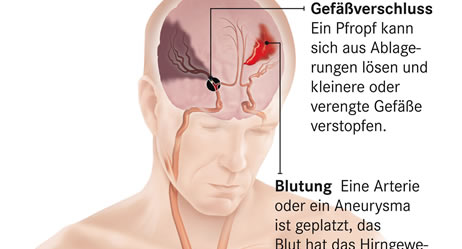 Gefäßverschluss
Ein Pfropf kann
sich aus Ablage-
rungen lösen und
kleinere oder
verengte Gefäße
verstopfen.
Blutung Eine Arterie
oder ein Aneurysma
ist geplatzt, das
Blut hat das Hirngewe-